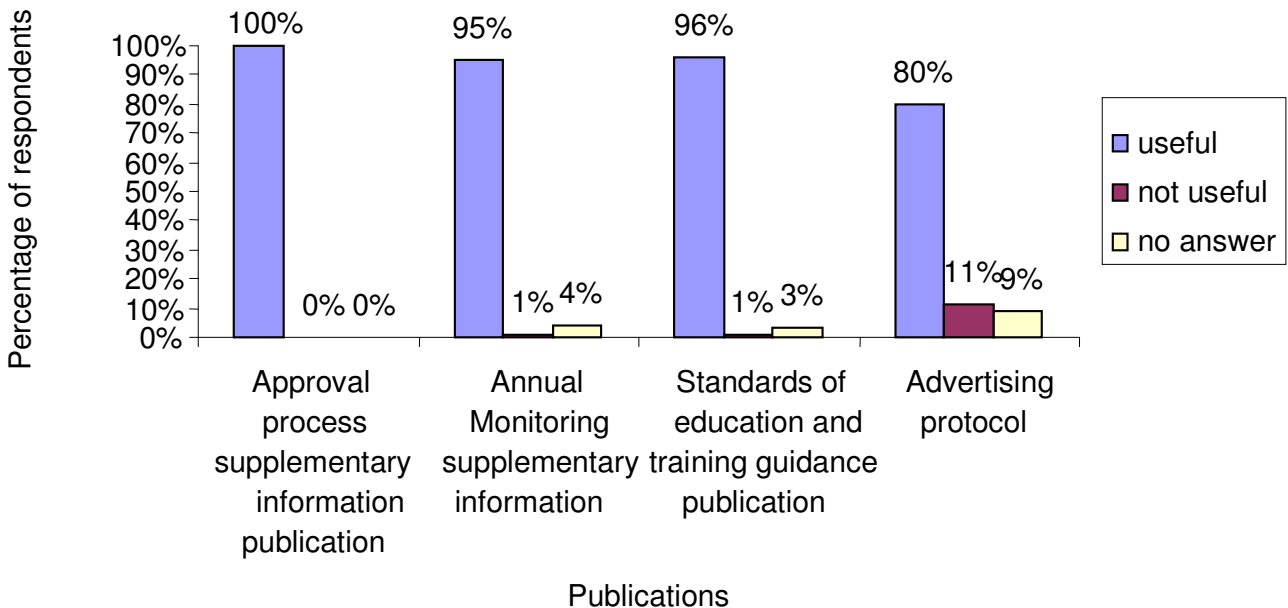 Percentage of respondents
100%
90%
80%
70%
60%
50%
40%
30%
20%
10%
0%
100%
0% 0%
95%
1%
4%
96%
1%
3%
80%
11%
9%
Approval
process
supplementary
information
publication
Annual
Monitoring
supplementary
information
Standards of
education and
training guidance
publication
Advertising
protocol
Publications
useful
not useful
no answer